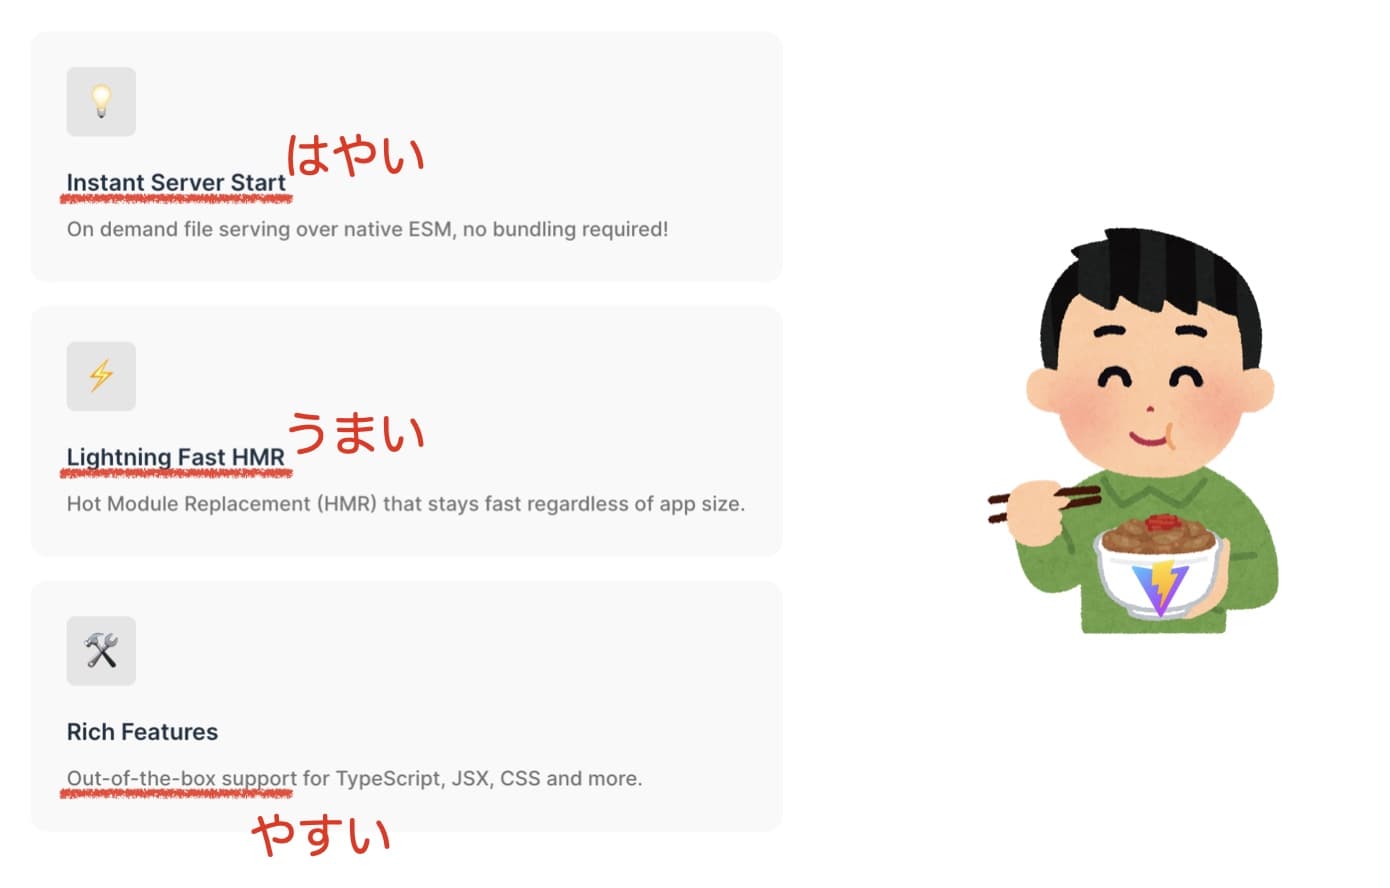 はやい
Instant Server Start
On demand file serving over native ESM, no bundling required!
うまい
Lightning Fast HMR
Hot Module Replacement (HMR) that stays fast regardless of app size.
Rich Features
Out-of-the-box support for TypeScript, JSX, CSS and more.
やすい